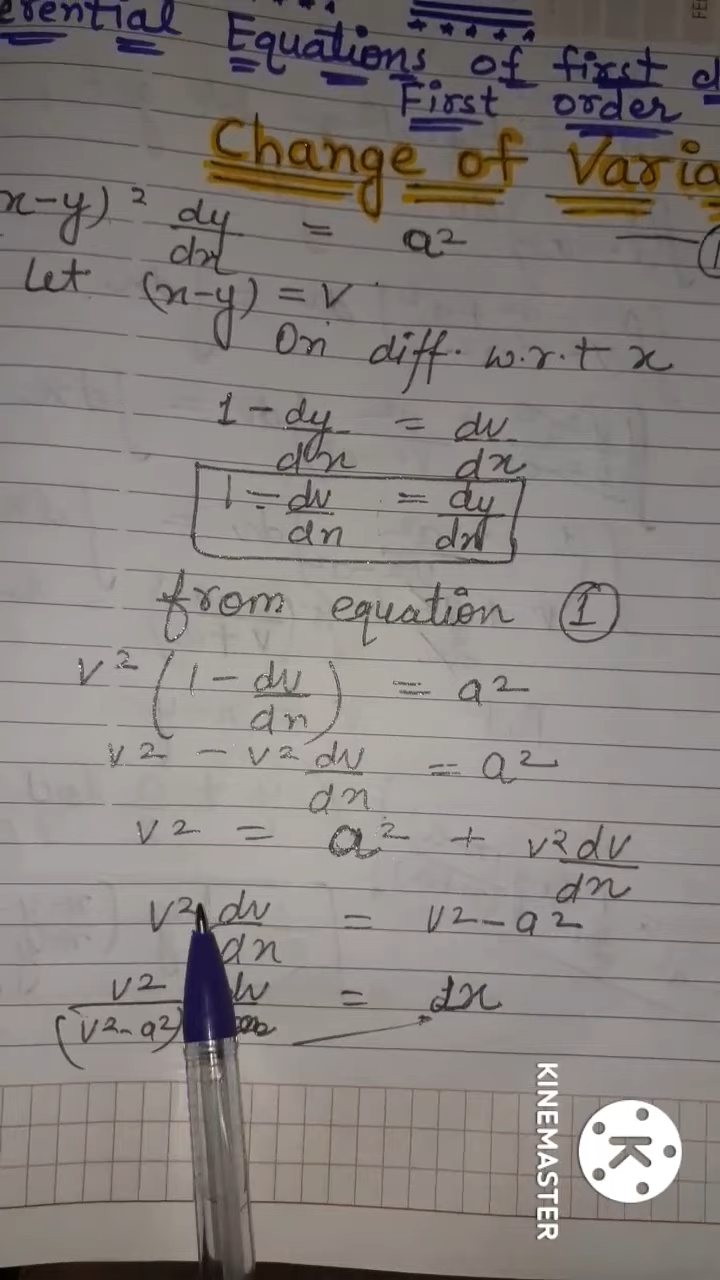 erential Equations of first d
First order
Change of Varia
x-y)² dy/dx = a² — (1
Let (x-y) = v
On diff. w.r.t x
1 - dy/dx = dv/dx
1 - dv/dx = dy/dx
from equation ①
v² (1 - dv/dx) = a²
v² - v² dv/dx = a²
v² = a² + v² dv/dx
v² dv/dx = v² - a²
v²/(v² - a²) dv = dx
KINEMASTER